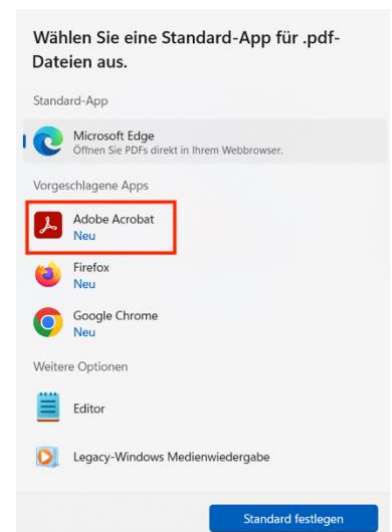 Wählen Sie eine Standard-App für .pdf-
Dateien aus.
Standard-App
Microsoft Edge
Öffnen Sie PDFs direkt in Ihrem Webbrowser.
Vorgeschlagene Apps
Adobe Acrobat
Neu
Firefox
Neu
Google Chrome
Neu
Weitere Optionen
Editor
Legacy-Windows Medienwiedergabe
Standard festlegen